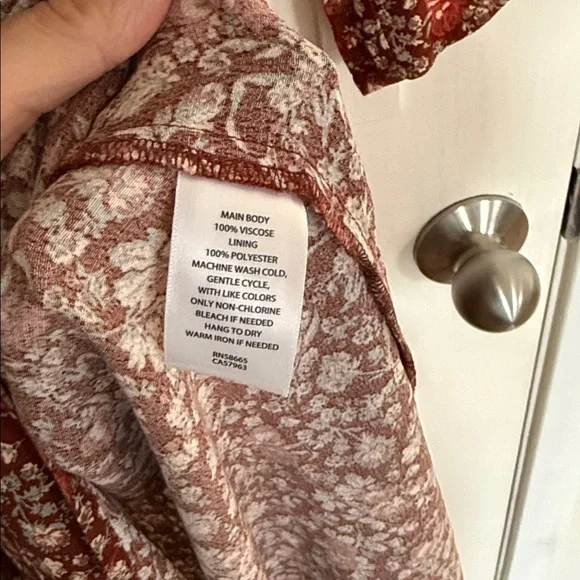 MAIN BODY
100% VISCOSE
LINING
100% POLYESTER
MACHINE WASH COLD,
GENTLE CYCLE,
WITH LIKE COLORS
ONLY NON-CHLORINE
BLEACH IF NEEDED
HANG TO DRY
WARM IRON IF NEEDED
RN58665
CA57963